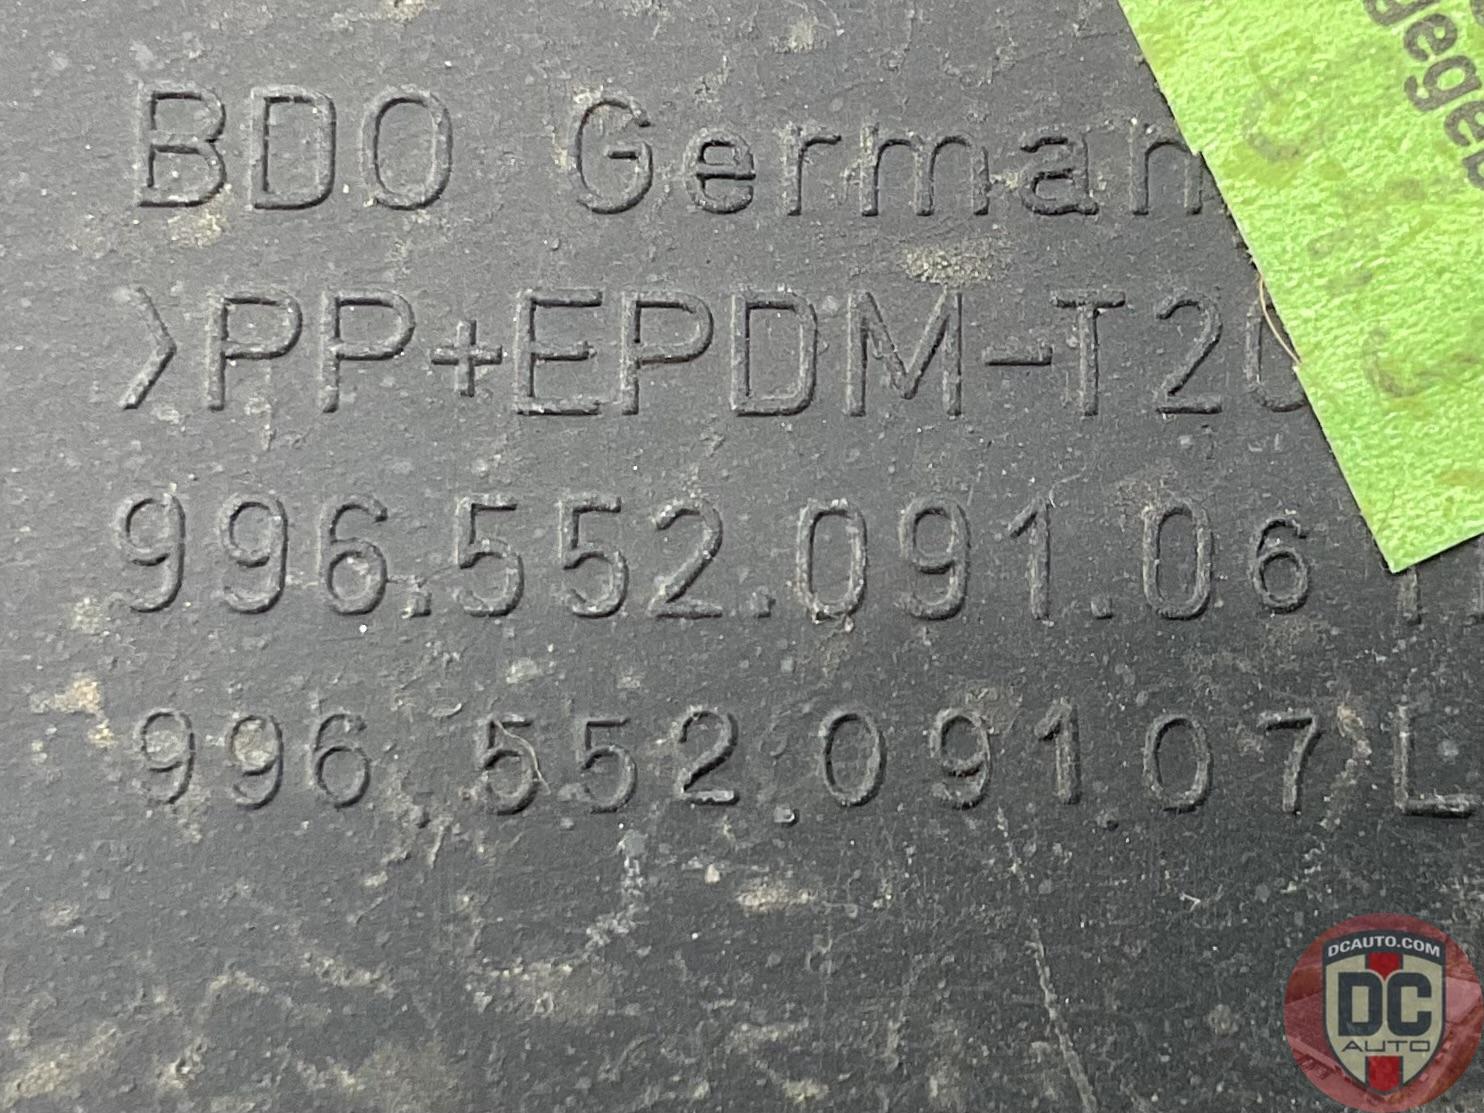 BDO German
>PP+EPDM-T20
996.552.091.06
996.552.091.07L
DCAUTO.COM
DC
AUTO